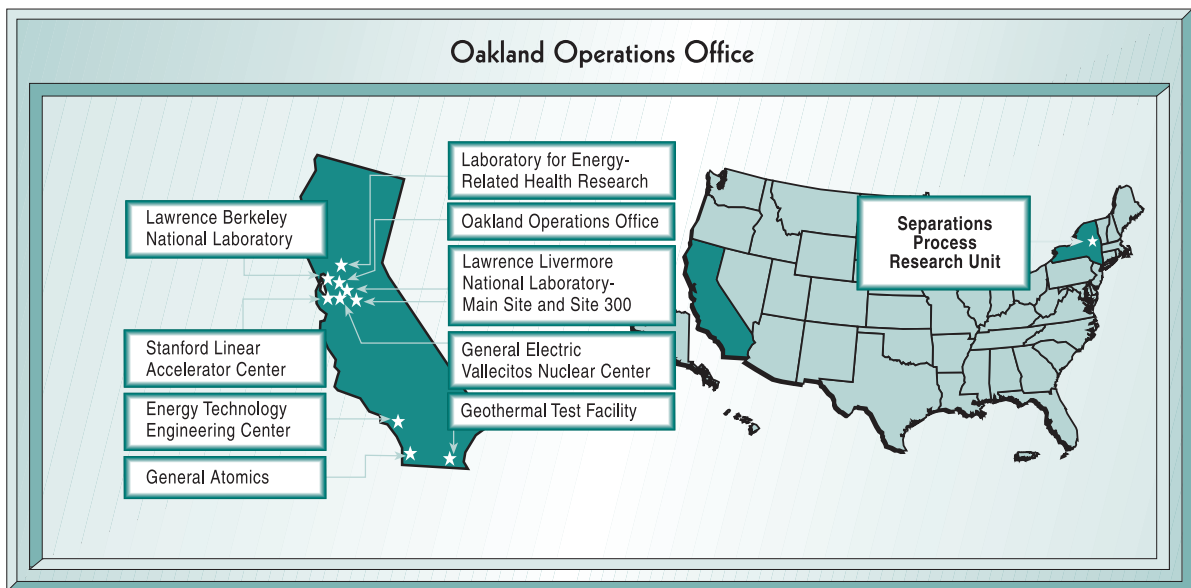 Oakland Operations Office
Laboratory for Energy-
Related Health Research
Lawrence Berkeley
National Laboratory
Oakland Operations Office
Lawrence Livermore
National Laboratory-
Main Site and Site 300
Stanford Linear
Accelerator Center
General Electric
Vallecitos Nuclear Center
Energy Technology
Engineering Center
Geothermal Test Facility
General Atomics
Separations
Process
Research Unit